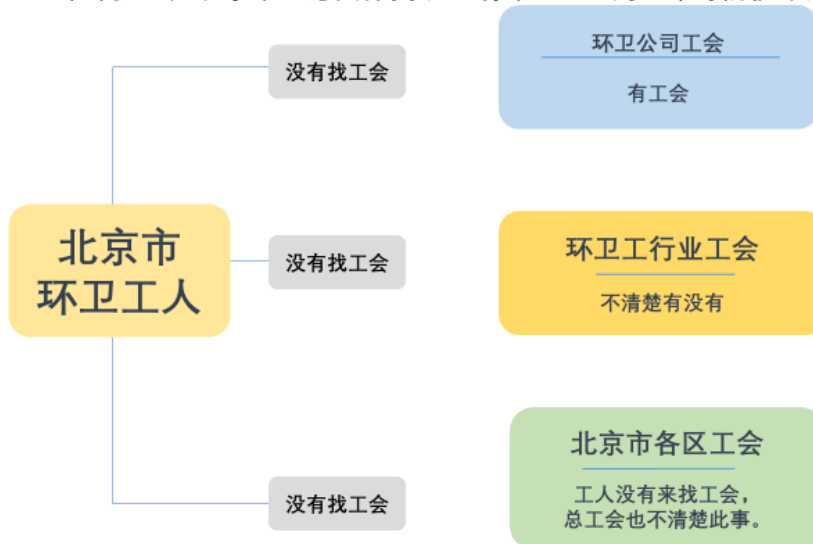 没有找工会
环卫公司工会
有工会
北京市
环卫工人
没有找工会
环卫工行业工会
不清楚有没有
没有找工会
北京市各区工会
工人没有来找工会，
总工会也不清楚此事。